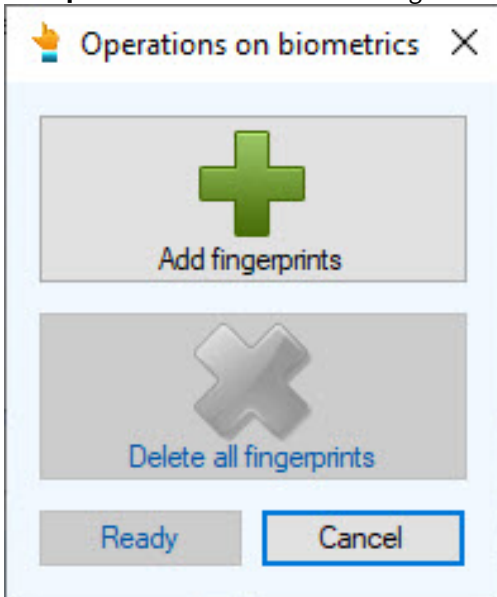 Operations on biometrics
Add fingerprints
Delete all fingerprints
Ready
Cancel